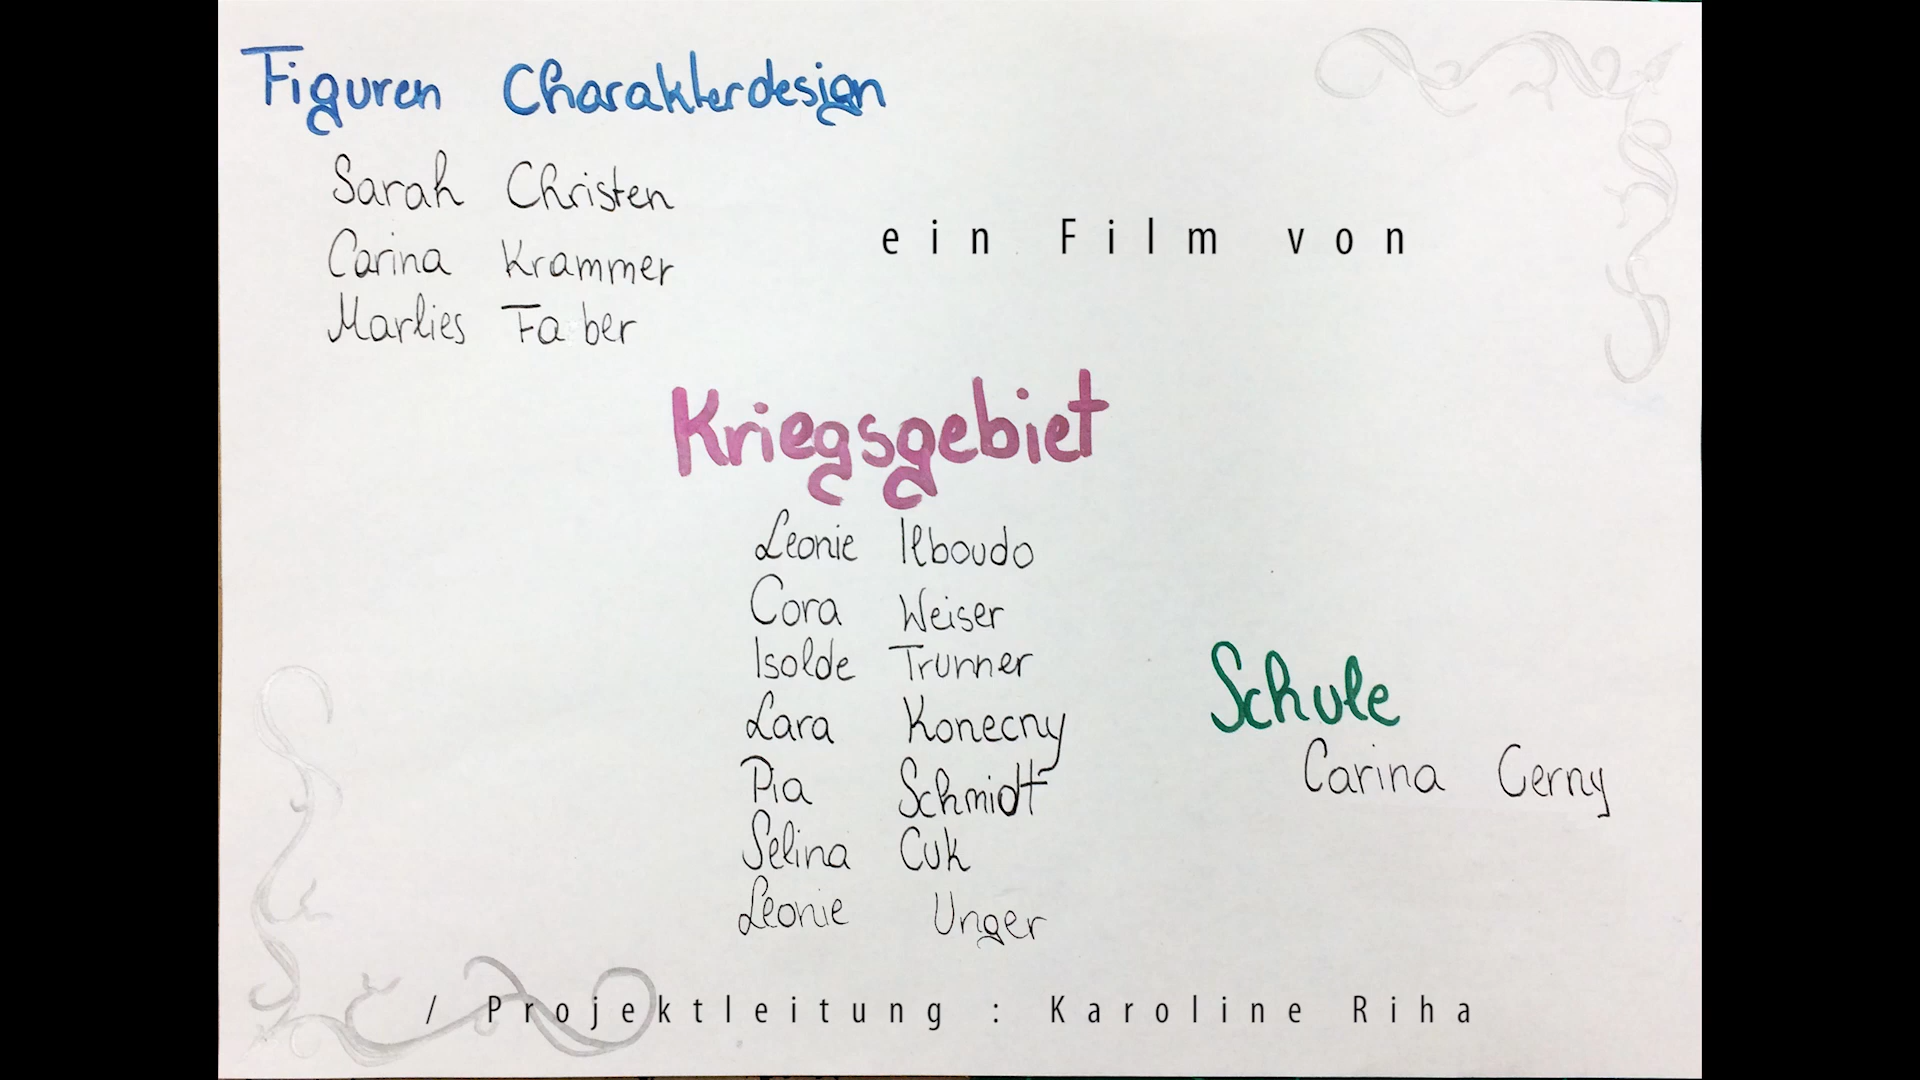 Figuren Charakterdesign
Sarah Christen
Carina Krammer
Marlies Faber
ein Film von
Kriegsgebiet
Leonie Ilboudo
Cora Weiser
Isolde Trunner
Lara Konecny
Pia Schmidt
Selina Cuk
Leonie Unger
Schule
Carina Cerny
/ Projektleitung : Karoline Riha